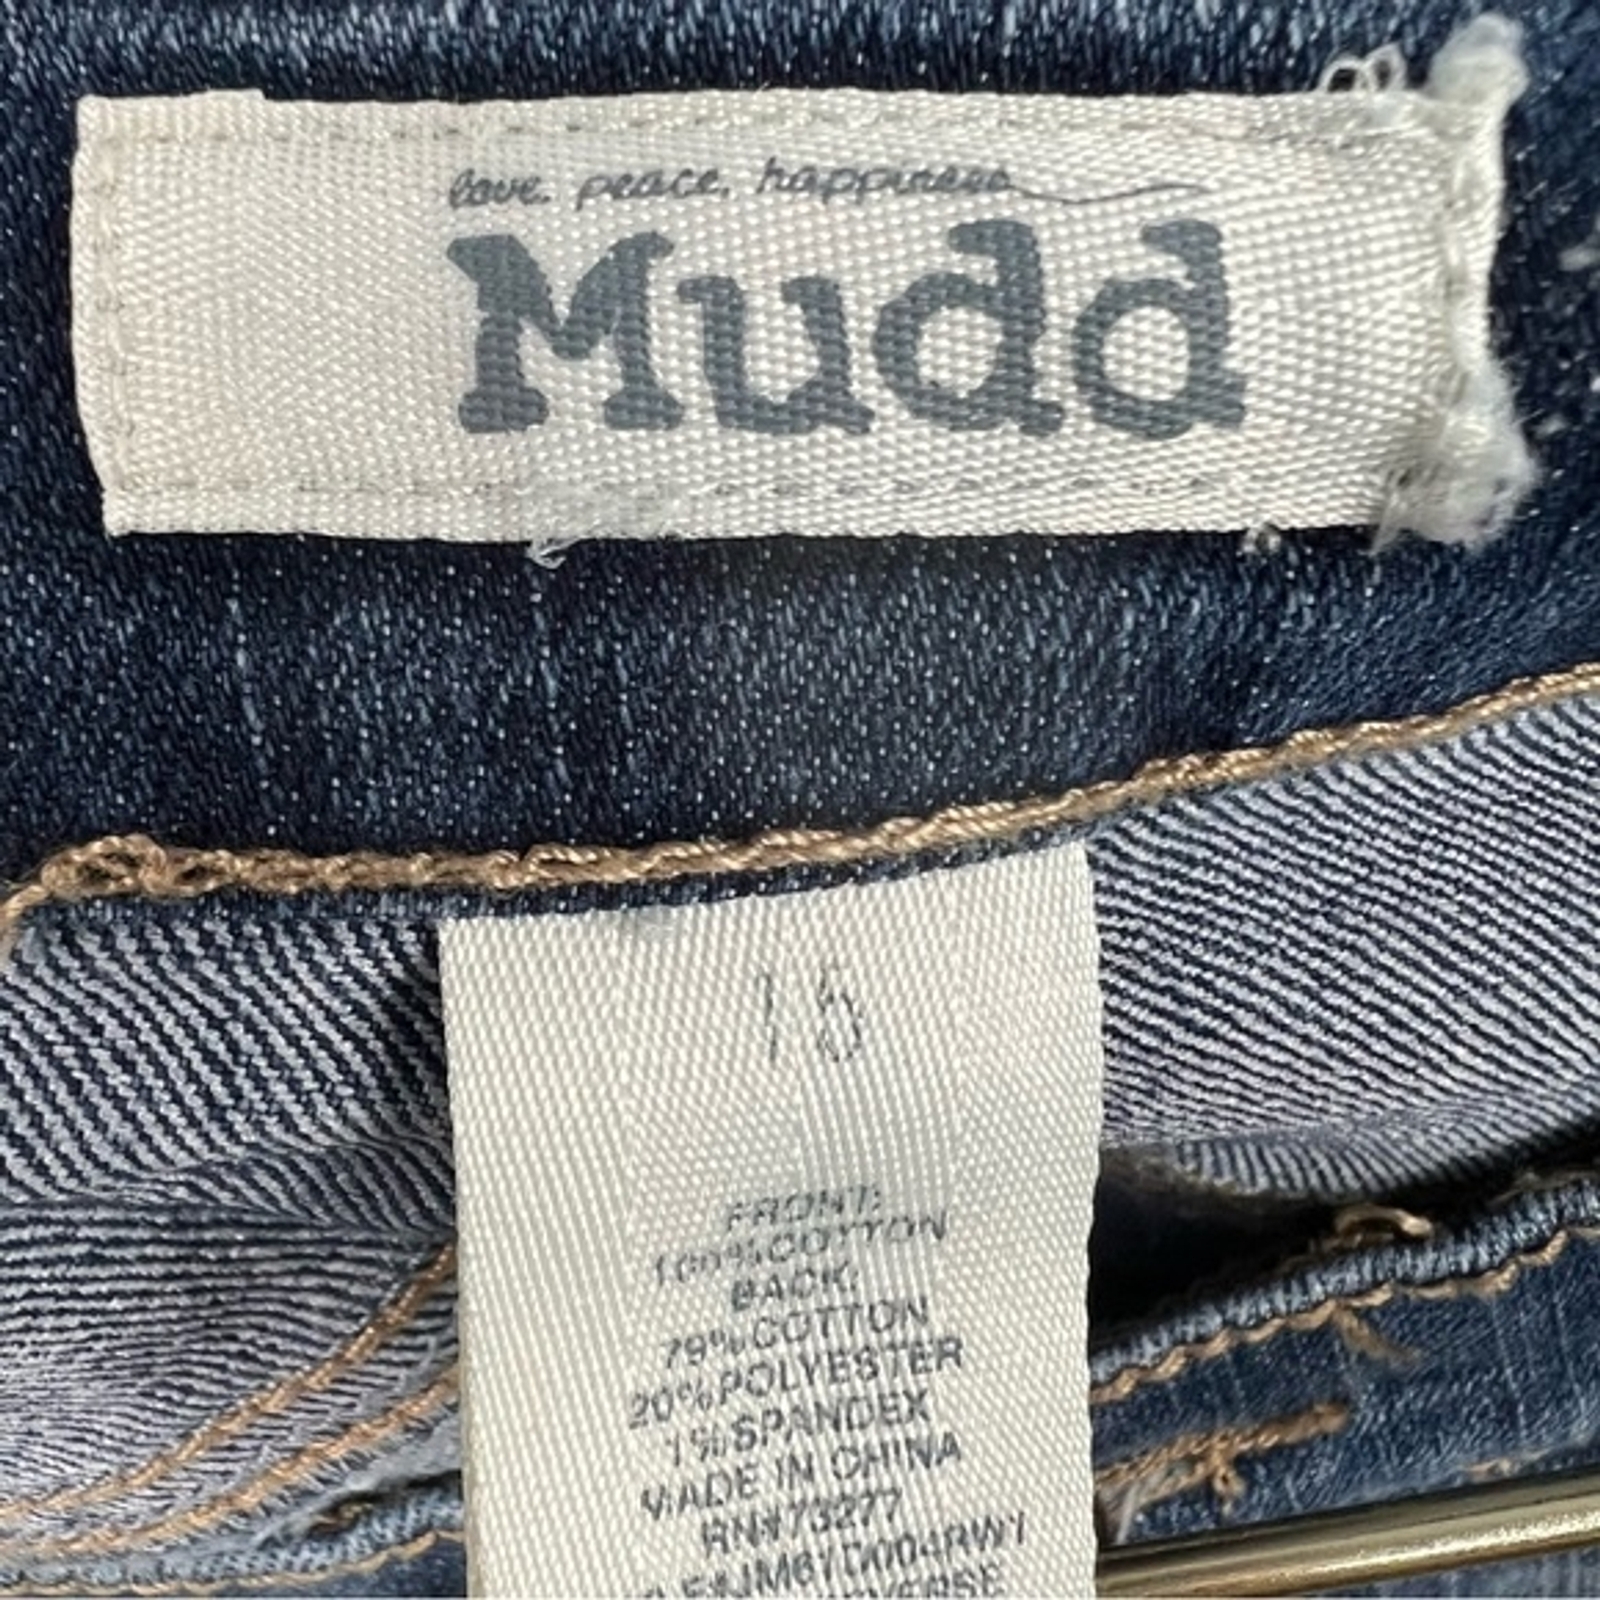 love. peace. happiness
Mudd
15
FRONT:
100%COTTON
BACK:
79%COTTON
20%POLYESTER
1%SPANDEX
MADE IN CHINA
RN#73277